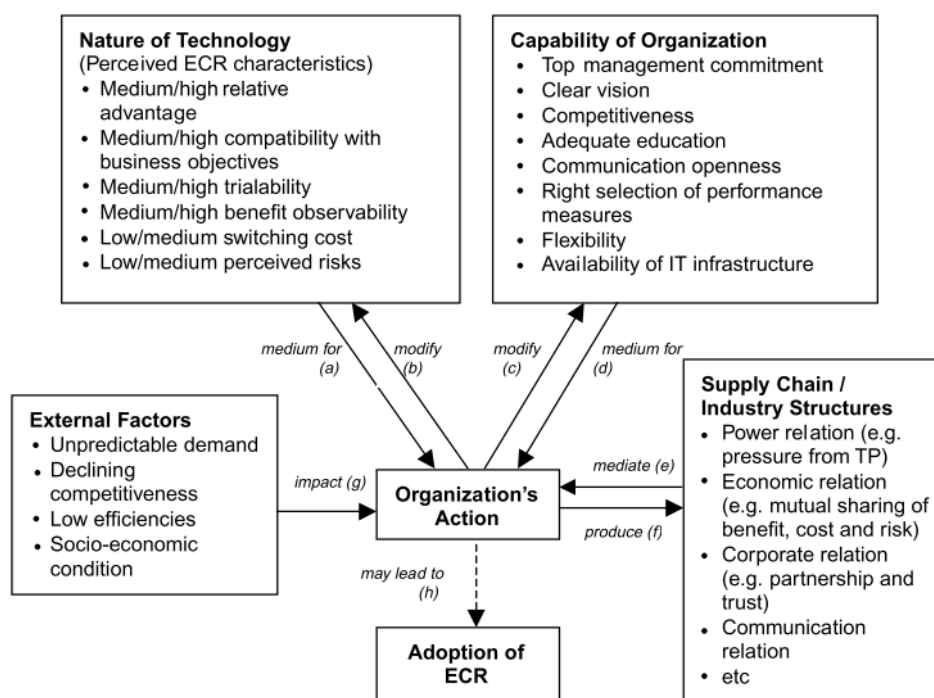 Nature of Technology
(Perceived ECR characteristics)
• Medium/high relative
advantage
• Medium/high compatibility with
business objectives
• Medium/high trialability
• Medium/high benefit observability
• Low/medium switching cost
• Low/medium perceived risks
Capability of Organization
• Top management commitment
• Clear vision
• Competitiveness
• Adequate education
• Communication openness
• Right selection of performance
measures
• Flexibility
• Availability of IT infrastructure
medium for
(a)
modify
(b)
modify
(c)
medium for
(d)
External Factors
• Unpredictable demand
• Declining
competitiveness
• Low efficiencies
• Socio-economic
condition
impact (g)
Organization's
Action
mediate (e)
produce (f)
Supply Chain /
Industry Structures
• Power relation (e.g.
pressure from TP)
• Economic relation
(e.g. mutual sharing of
benefit, cost and risk)
• Corporate relation
(e.g. partnership and
trust)
• Communication
relation
• etc
may lead to
(h)
Adoption of
ECR